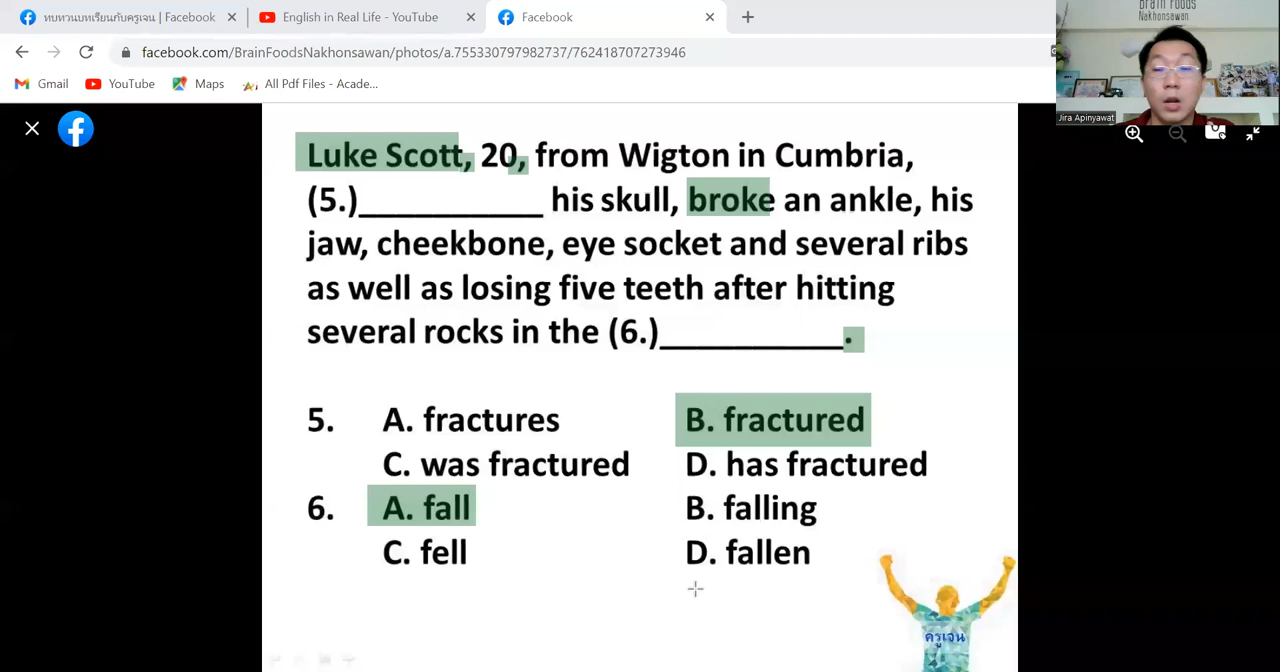 ทบทวนบทเรียนกับครูเจน | Facebook
English in Real Life - YouTube
Facebook
facebook.com/BrainFoodsNakhonsawan/photos/a.755330797982737/762418707273946
Gmail
YouTube
Maps
All Pdf Files - Acade...
Brain Foods
Nakhonsawan
Jira Apinyawat
Luke Scott, 20, from Wigton in Cumbria,
(5.)__________ his skull, broke an ankle, his
jaw, cheekbone, eye socket and several ribs
as well as losing five teeth after hitting
several rocks in the (6.)__________.
5. A. fractures B. fractured
C. was fractured D. has fractured
6. A. fall B. falling
C. fell D. fallen
ครูเจน